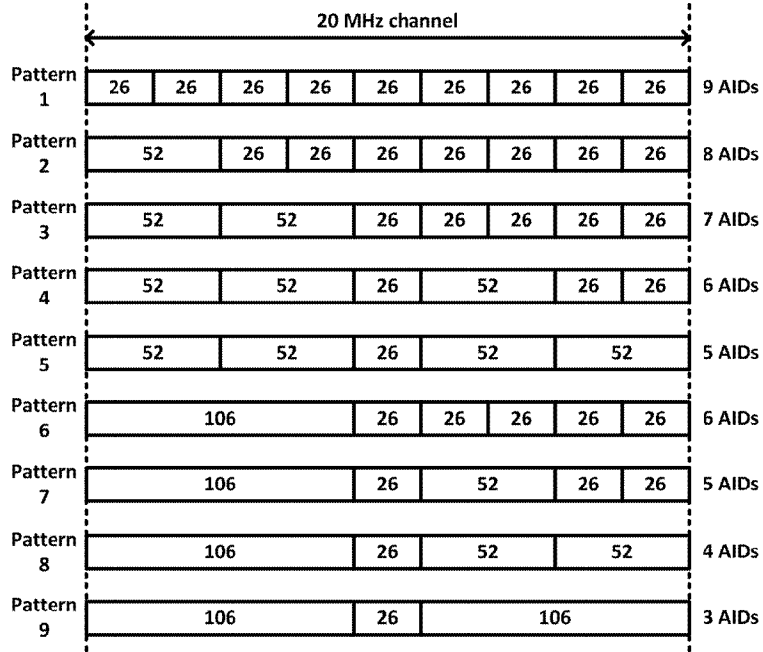 20 MHz channel
Pattern 1 26 26 26 26 26 26 26 26 26 9 AIDs
Pattern 2 52 26 26 26 26 26 26 26 8 AIDs
Pattern 3 52 52 26 26 26 26 26 7 AIDs
Pattern 4 52 52 26 52 26 26 6 AIDs
Pattern 5 52 52 26 52 52 5 AIDs
Pattern 6 106 26 26 26 26 26 6 AIDs
Pattern 7 106 26 52 26 26 5 AIDs
Pattern 8 106 26 52 52 4 AIDs
Pattern 9 106 26 106 3 AIDs